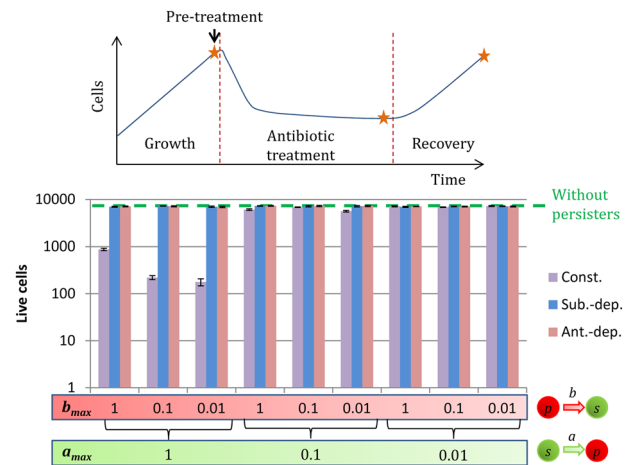 Pre-treatment
Cells
Growth
Antibiotic
treatment
Recovery
Time
Without
persisters
10000
1000
100
10
1
Live cells
Const.
Sub.-dep.
Ant.-dep.
b max 1 0.1 0.01 1 0.1 0.01 1 0.1 0.01
p b s
a max 1 0.1 0.01
s a p